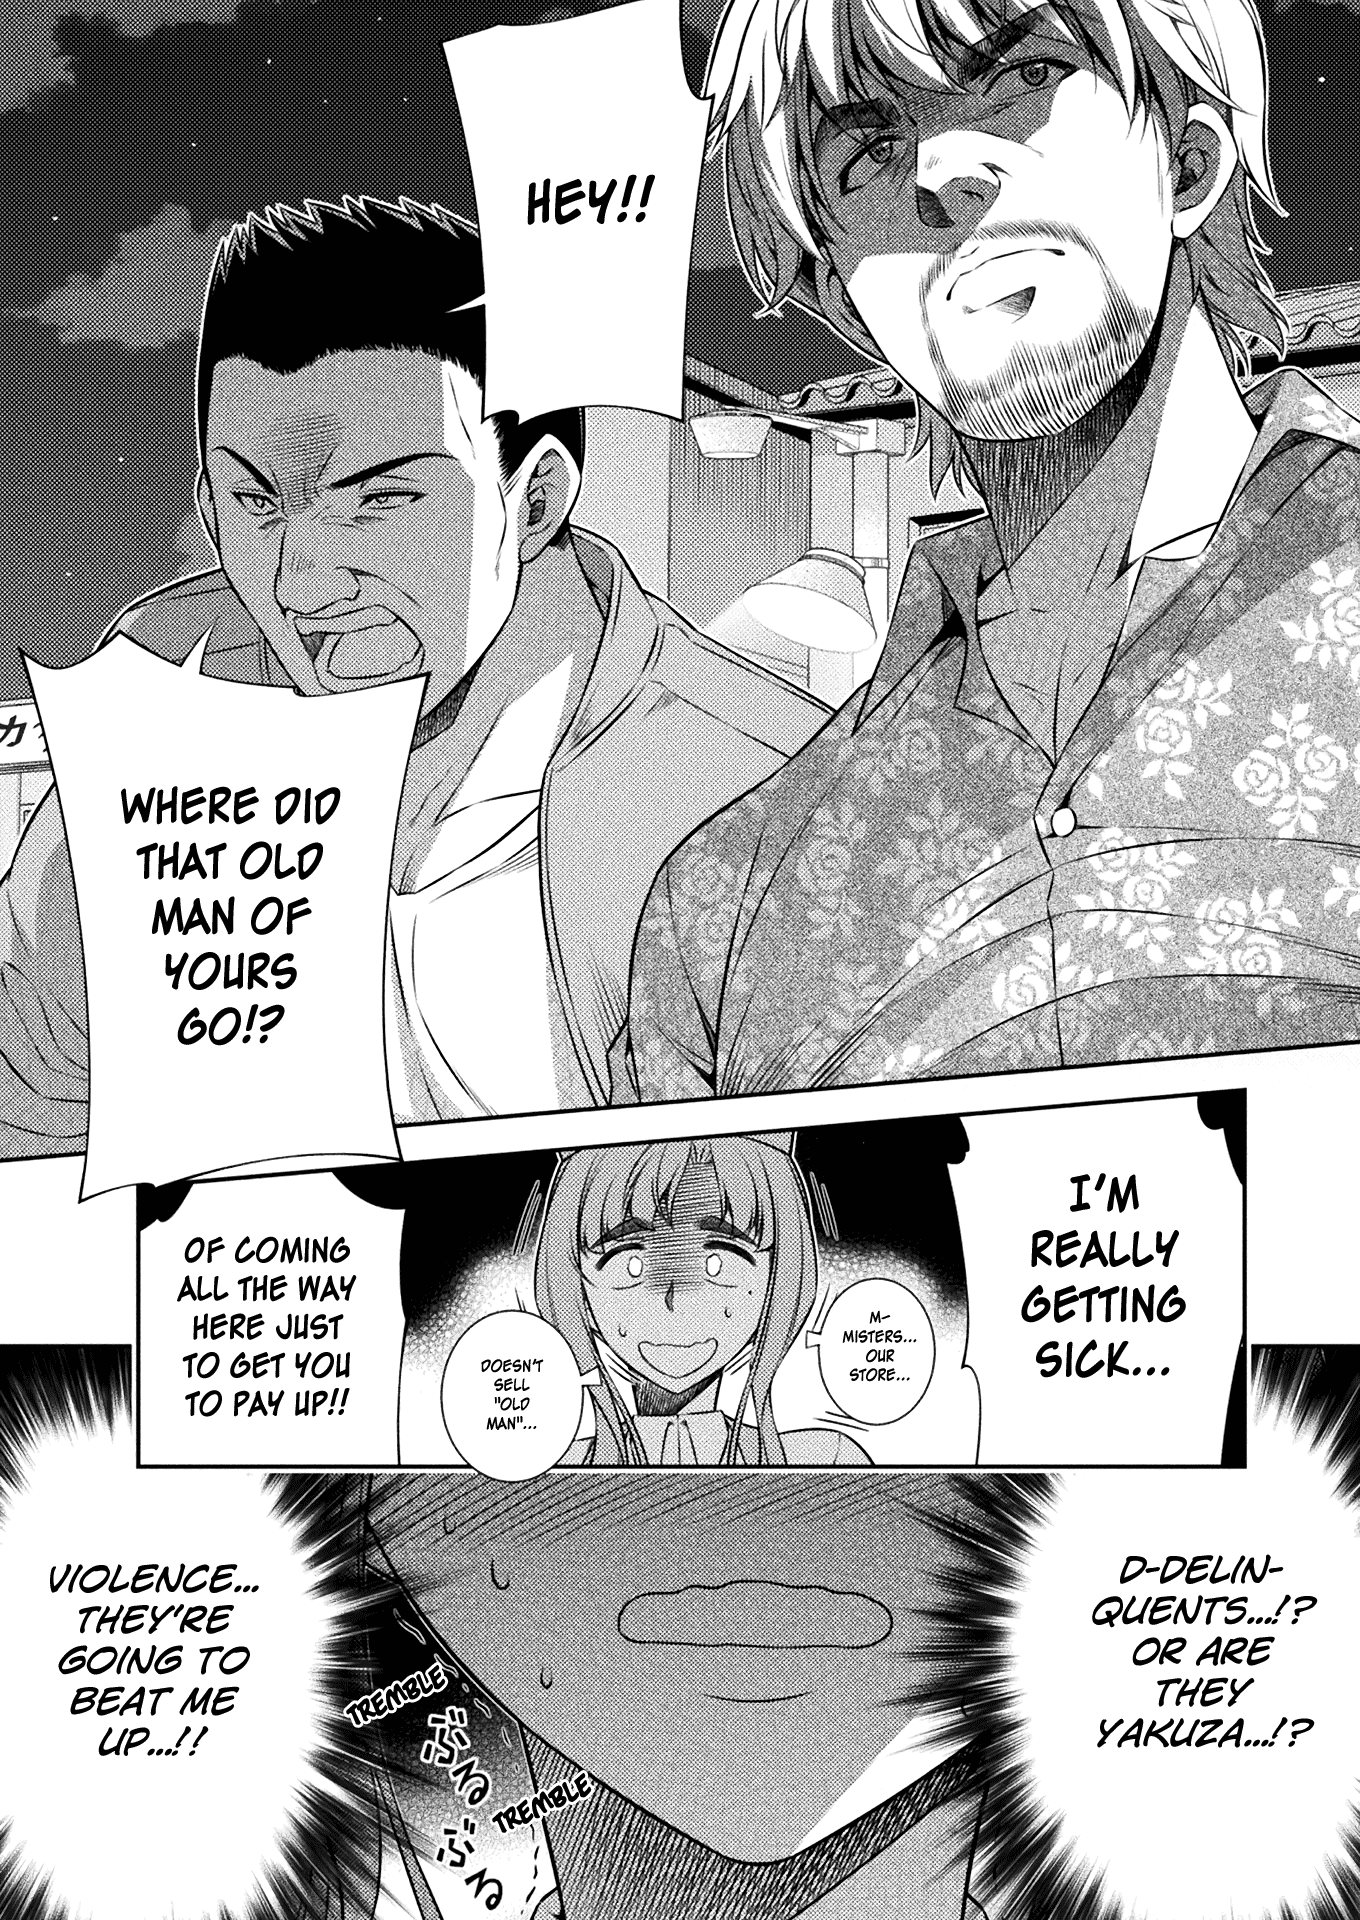 HEY!!
WHERE DID
THAT OLD
MAN OF
YOURS
GO!?
カ
I'M
REALLY
GETTING
SICK...
M-
MISTERS...
OUR
STORE...
DOESN'T
SELL
"OLD
MAN"...
OF COMING
ALL THE WAY
HERE JUST
TO GET YOU
TO PAY UP!!
D-DELIN-
QUENTS...!?
OR ARE
THEY
YAKUZA...!?
TREMBLE
ぶる
TREMBLE
ぶる
VIOLENCE...
THEY'RE
GOING TO
BEAT ME
UP...!!